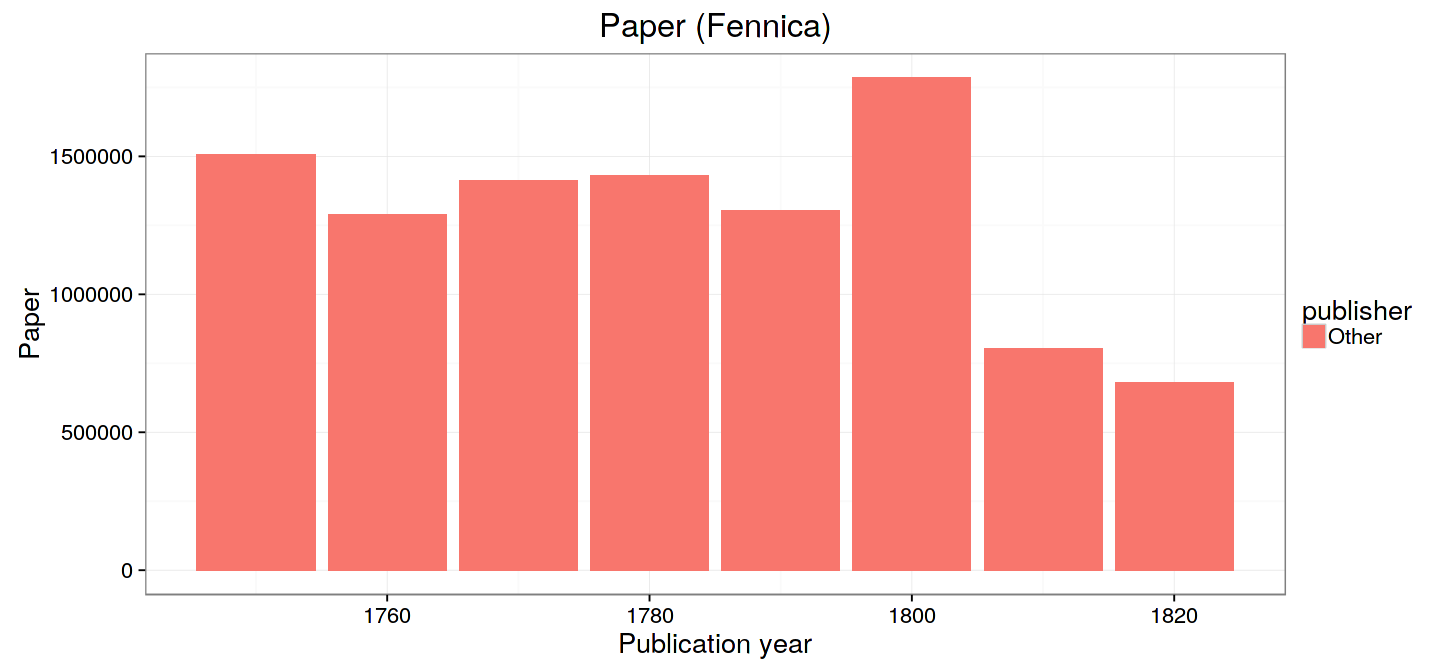 Paper (Fennica)
Paper
1500000
1000000
500000
0
1760
1780
1800
1820
Publication year
publisher
Other